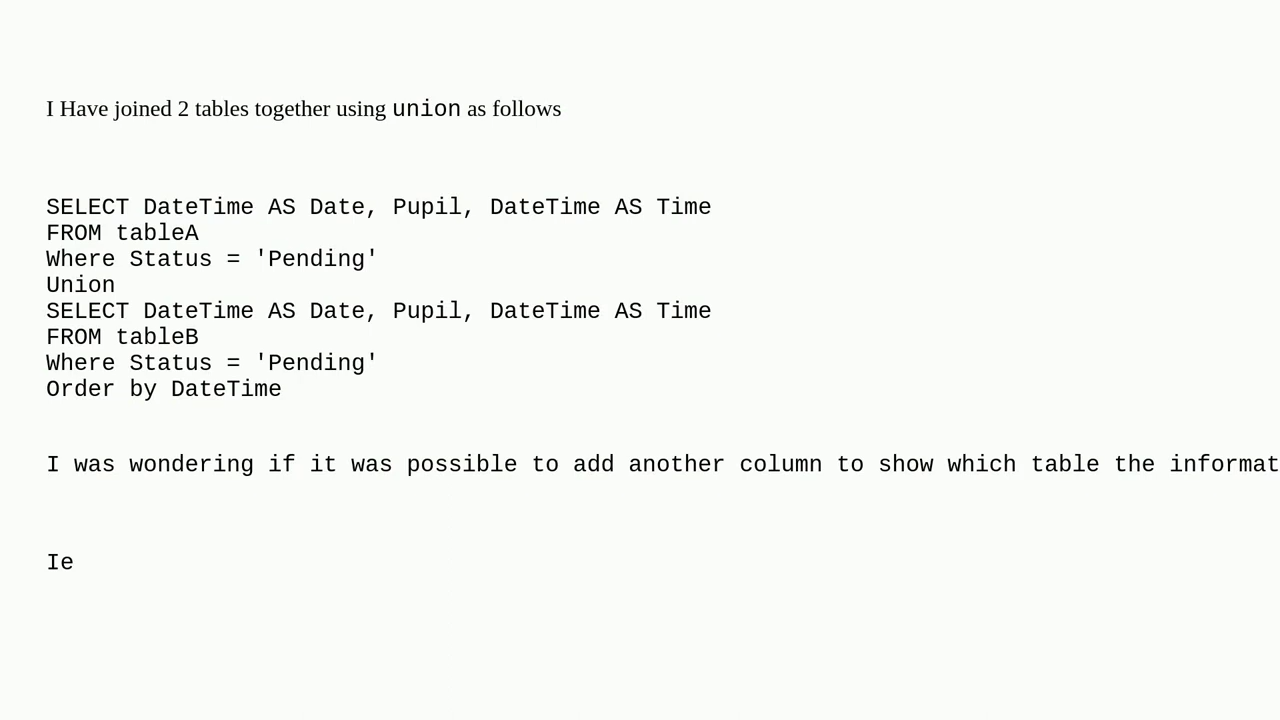 I Have joined 2 tables together using union as follows
SELECT DateTime AS Date, Pupil, DateTime AS Time
FROM tableA
Where Status = 'Pending'
Union
SELECT DateTime AS Date, Pupil, DateTime AS Time
FROM tableB
Where Status = 'Pending'
Order by DateTime
I was wondering if it was possible to add another column to show which table the informat
Ie